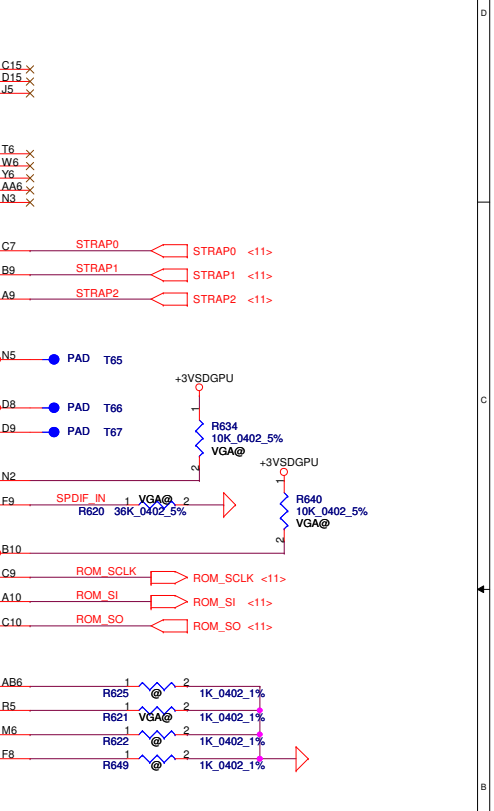 D
C15
D15
J5
T6
W6
Y6
AA6
N3
C7 STRAP0 STRAP0 <11>
B9 STRAP1 STRAP1 <11>
A9 STRAP2 STRAP2 <11>
N5 PAD T65
+3VSDGPU
C
D8 PAD T66
1
D9 PAD T67
R634
10K_0402_5%
VGA@
2
+3VSDGPU
N2
1
F9 SPDIF_IN 1 VGA@ 2
R620 36K_0402_5%
R640
10K_0402_5%
VGA@
2
B10
C9 ROM_SCLK ROM_SCLK <11>
A10 ROM_SI ROM_SI <11>
C10 ROM_SO ROM_SO <11>
AB6 1 2
R625 @ 1K_0402_1%
R5 1 2
R621 VGA@ 1K_0402_1%
M6 1 2
R622 @ 1K_0402_1%
F8 1 2
R649 @ 1K_0402_1%
B